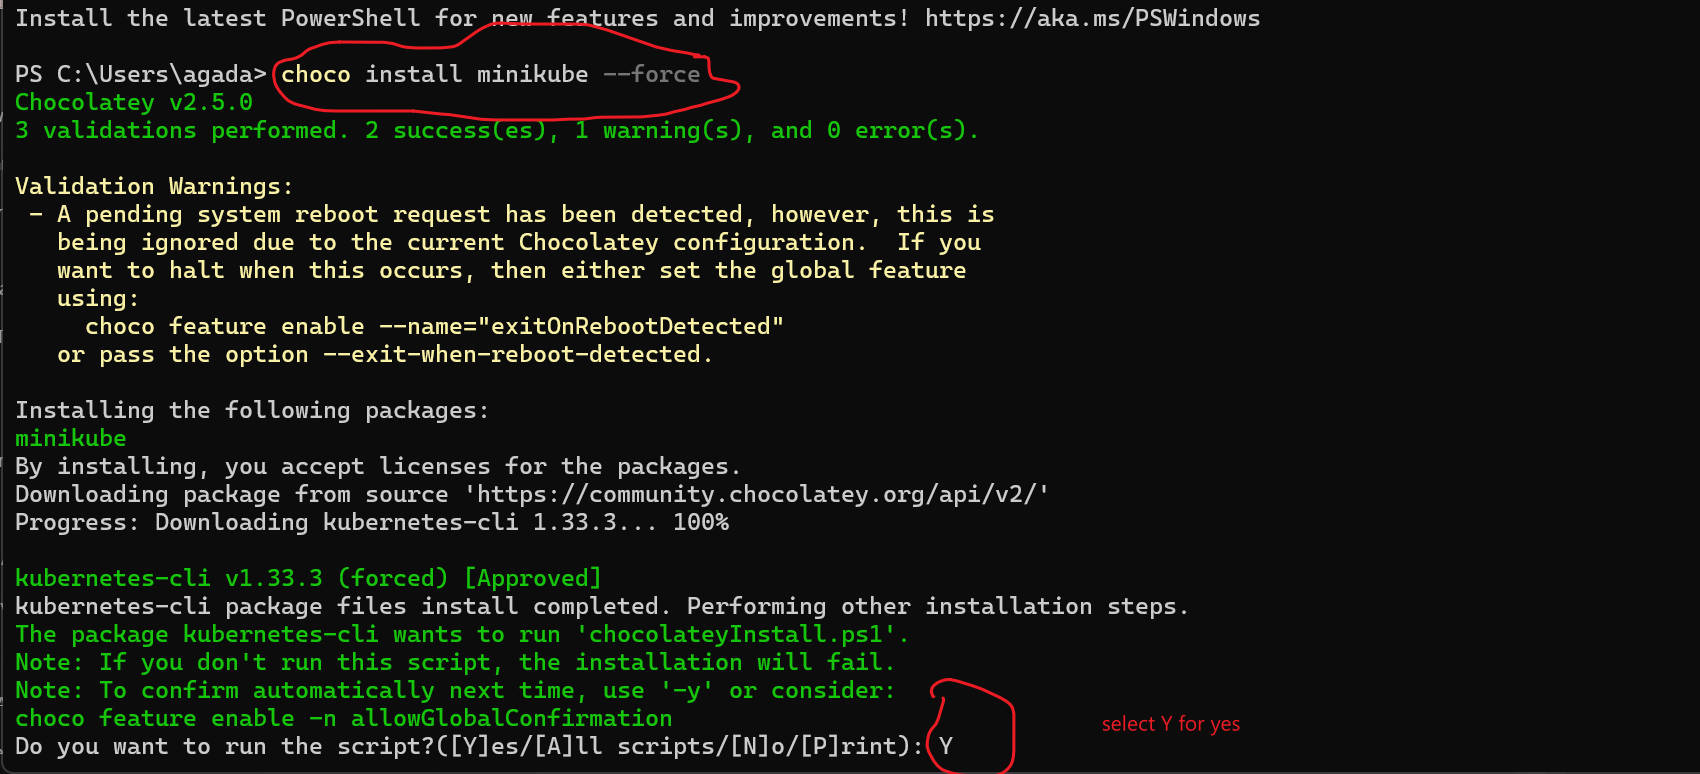 Install the latest PowerShell for new features and improvements! https://aka.ms/PSWindows
PS C:\Users\agada> choco install minikube --force
Chocolatey v2.5.0
3 validations performed. 2 success(es), 1 warning(s), and 0 error(s).
Validation Warnings:
- A pending system reboot request has been detected, however, this is
being ignored due to the current Chocolatey configuration.  If you
want to halt when this occurs, then either set the global feature
using:
choco feature enable --name="exitOnRebootDetected"
or pass the option --exit-when-reboot-detected.
Installing the following packages:
minikube
By installing, you accept licenses for the packages.
Downloading package from source 'https://community.chocolatey.org/api/v2/'
Progress: Downloading kubernetes-cli 1.33.3... 100%
kubernetes-cli v1.33.3 (forced) [Approved]
kubernetes-cli package files install completed. Performing other installation steps.
The package kubernetes-cli wants to run 'chocolateyInstall.ps1'.
Note: If you don't run this script, the installation will fail.
Note: To confirm automatically next time, use '-y' or consider:
choco feature enable -n allowGlobalConfirmation
Do you want to run the script?([Y]es/[A]ll scripts/[N]o/[P]rint): Y
select Y for yes